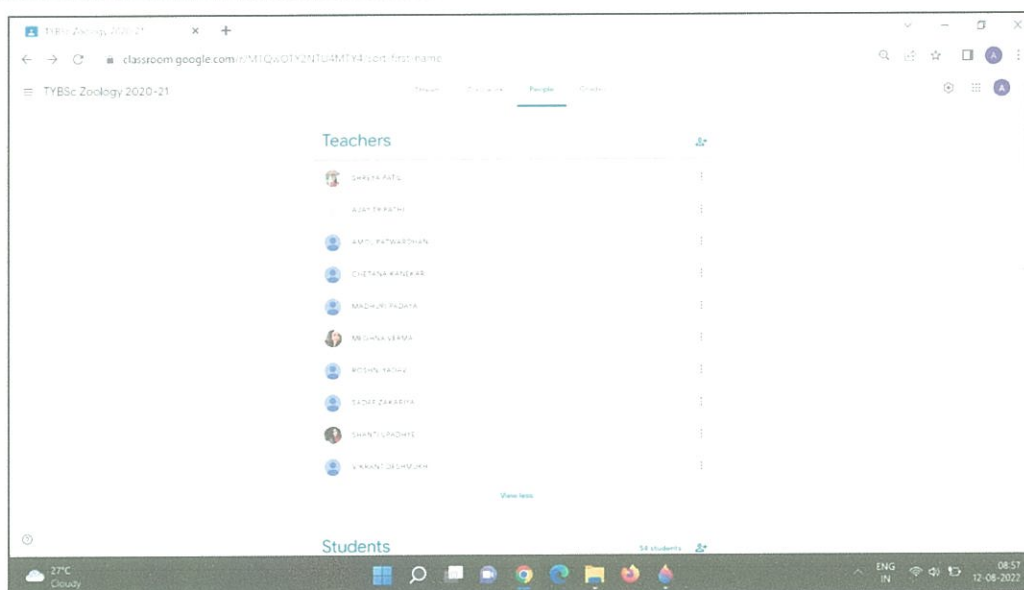 TYBSc Zoology 2020-21
classroom.google.com
TYBSc Zoology 2020-21
People
Teachers
SHREYA PATIL
AJAY TRIPATHI
AMOL PATWARDHAN
CHETANA KANEKAR
MADHURI
MEGHNA VERMA
ROSHNI YADAV
SADAF ZAKARIYA
SHANTI UPADHYE
VIKRANT DESHMUKH
View less
Students 54 students
27°C
Cloudy
ENG
IN
08:57
12-08-2022